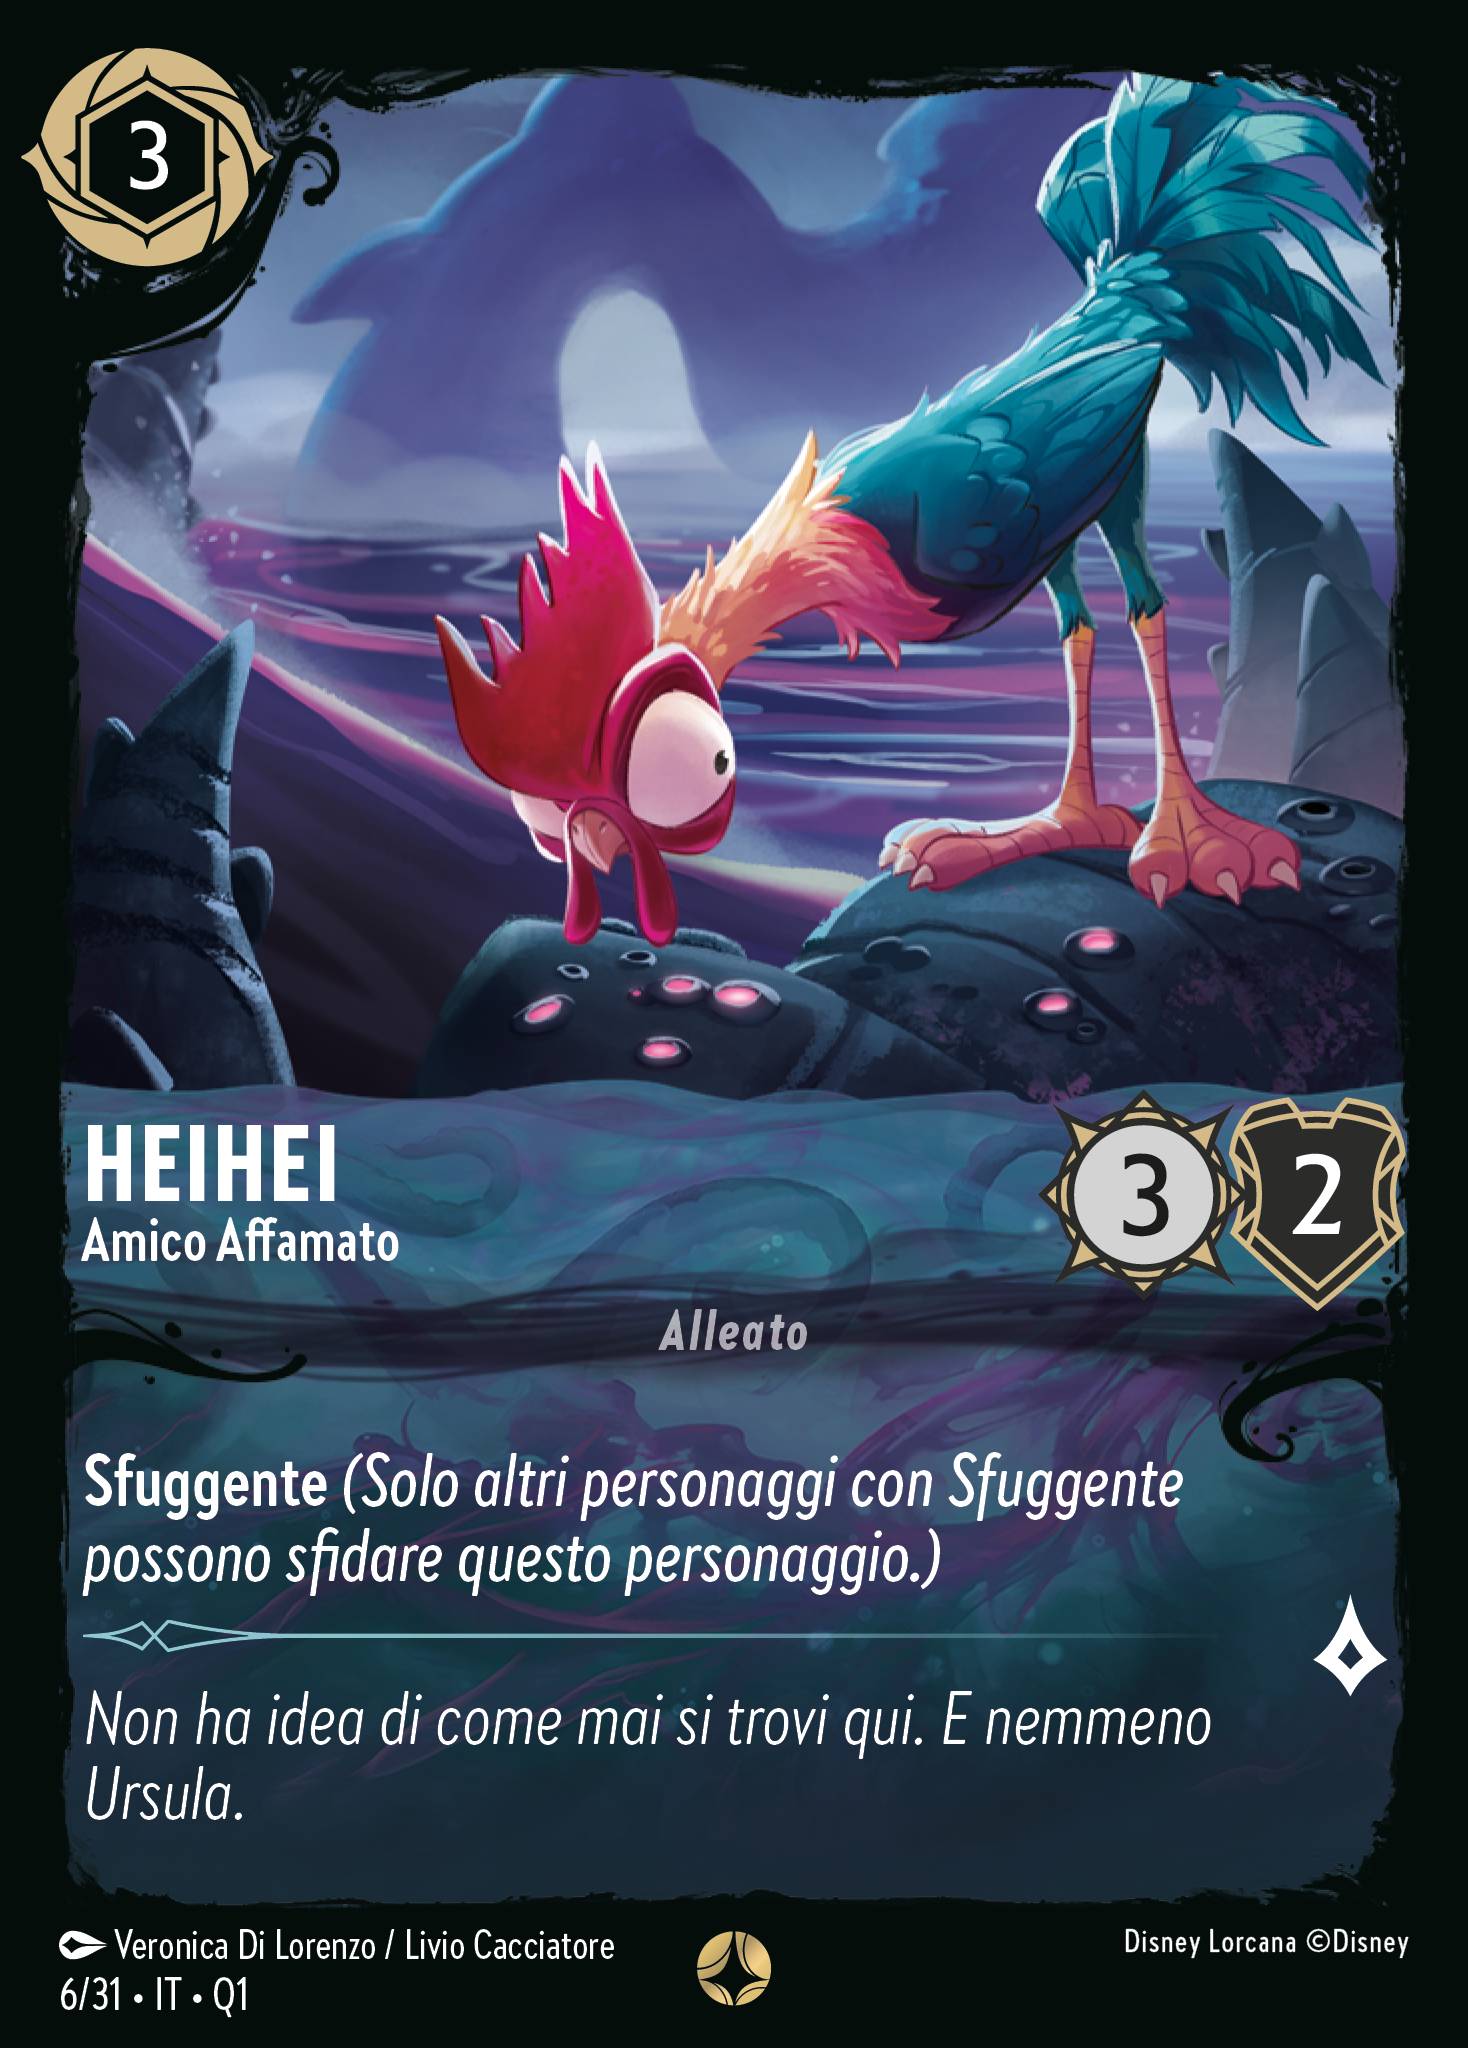 3
HEIHEI
Amico Affamato
3
2
Alleato
Sfuggente (Solo altri personaggi con Sfuggente
possono sfidare questo personaggio.)
Non ha idea di come mai si trovi qui. E nemmeno
Ursula.
Veronica Di Lorenzo / Livio Cacciatore
Disney Lorcana ©Disney
6/31 • IT • Q1